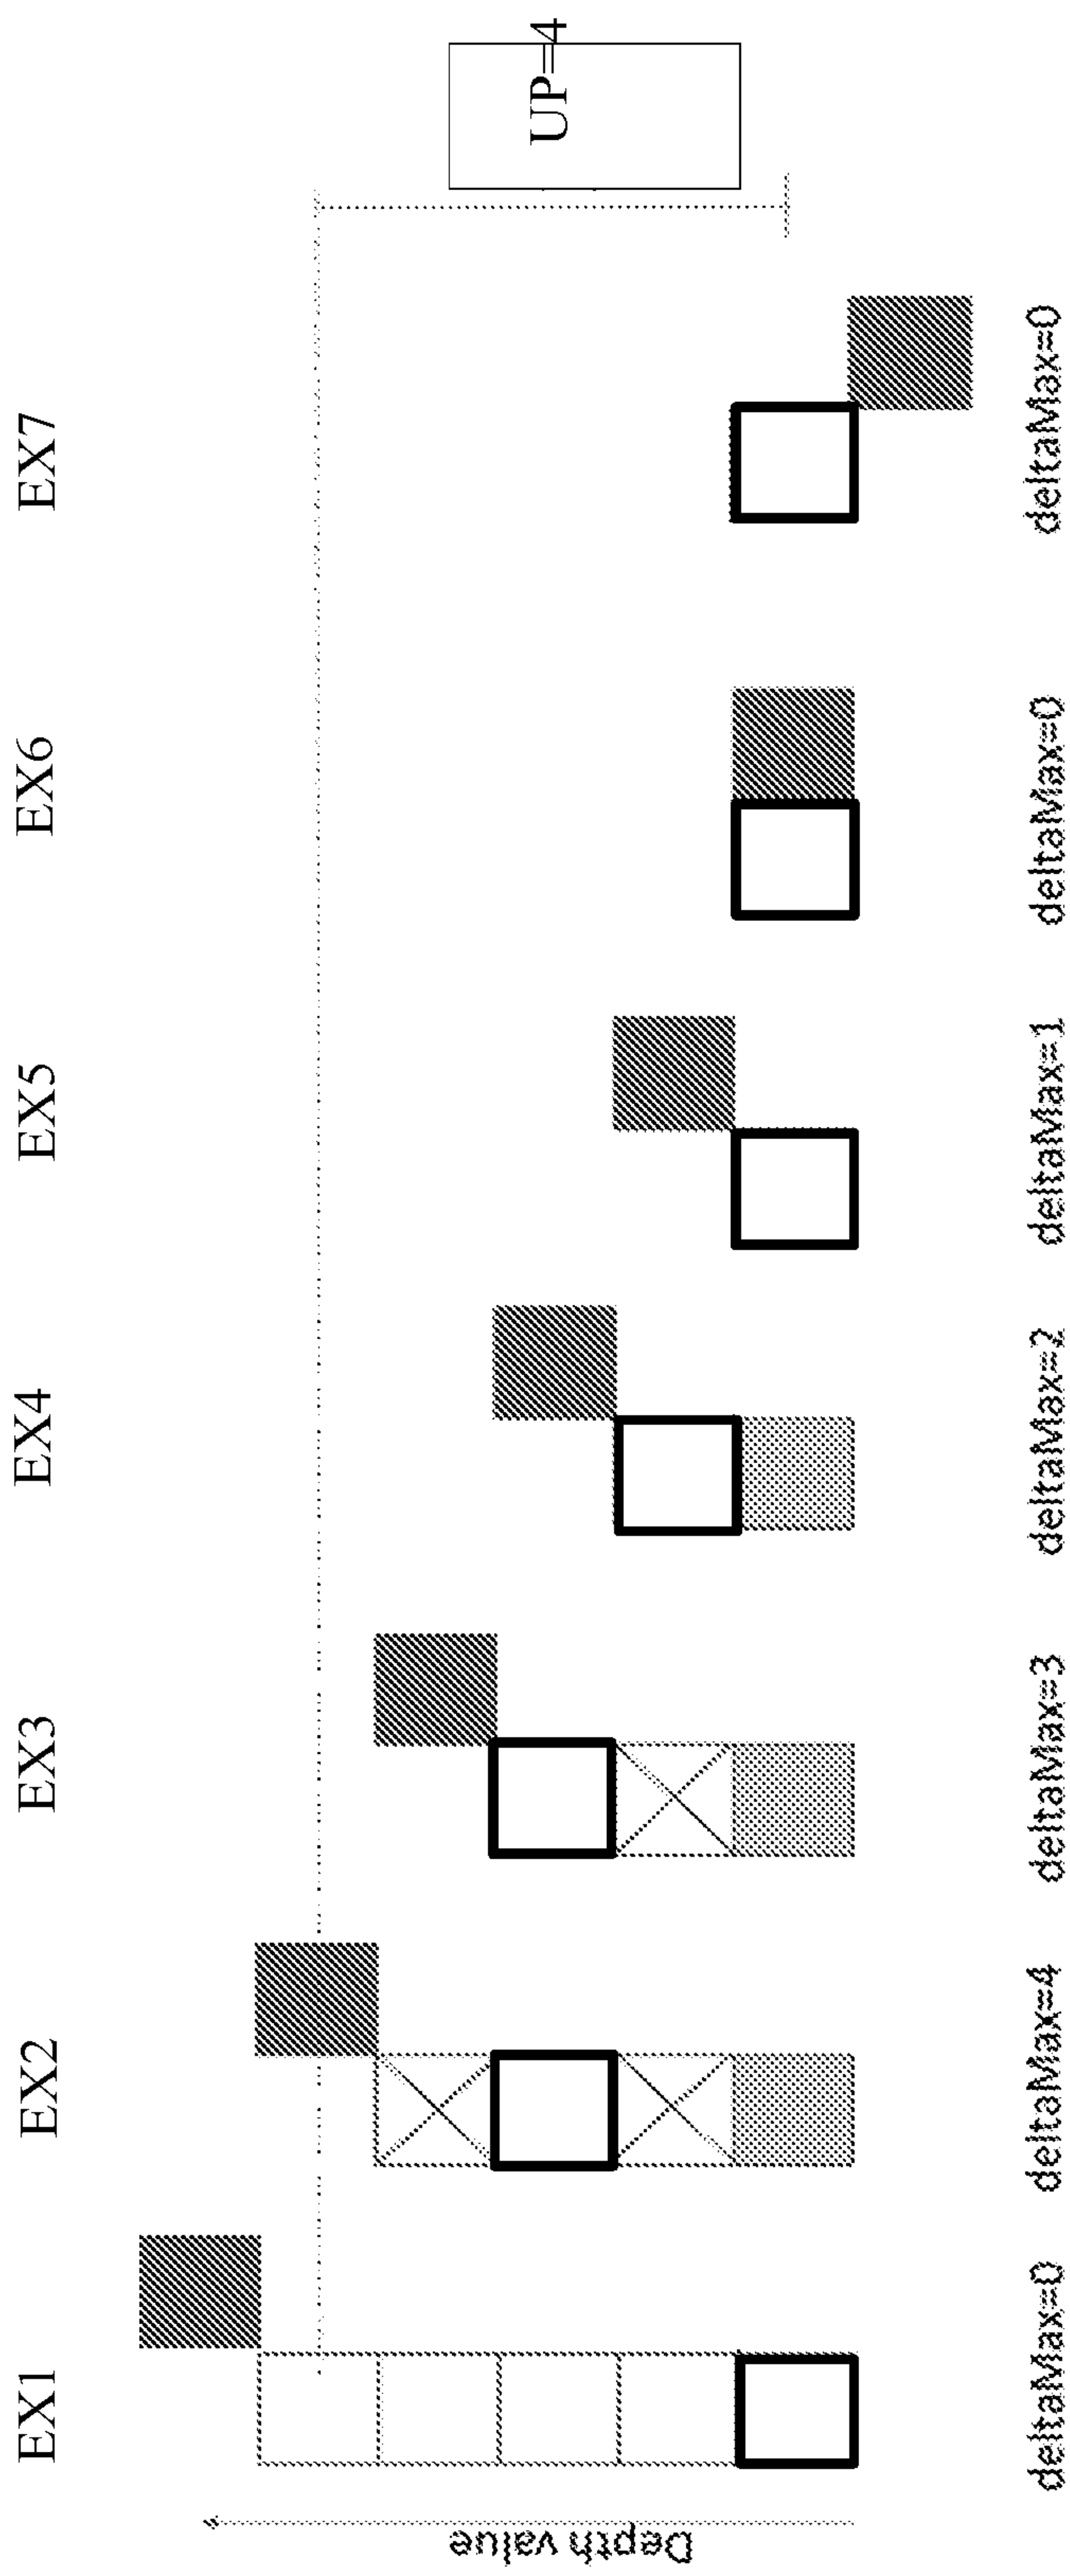 EX1
EX2
EX3
EX4
EX5
EX6
EX7
UP=4
Depth value
deltaMax=0
deltaMax=4
deltaMax=3
deltaMax=2
deltaMax=1
deltaMax=0
deltaMax=0